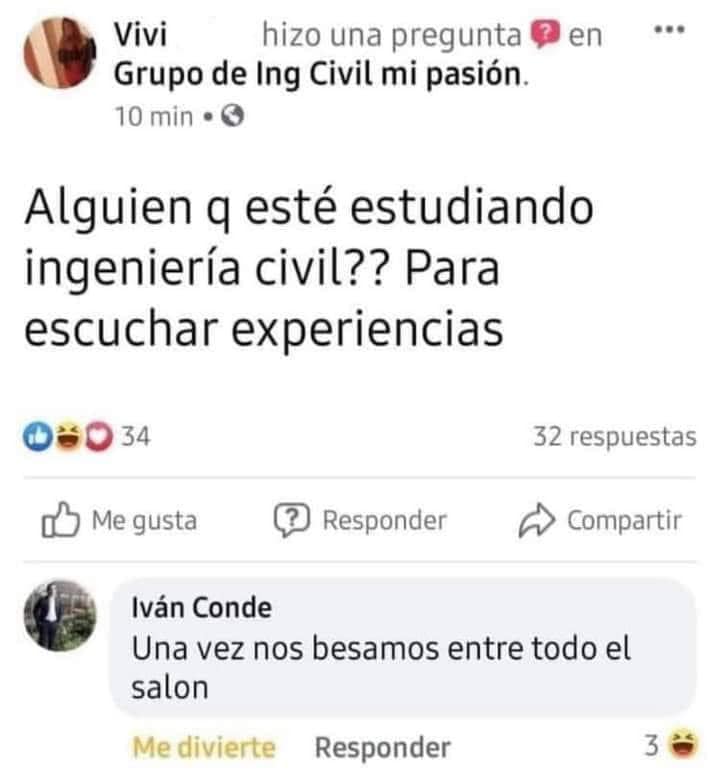 Vivi hizo una pregunta en
Grupo de Ing Civil mi pasión.
10 min
Alguien q esté estudiando
ingeniería civil?? Para
escuchar experiencias
34 32 respuestas
Me gusta Responder Compartir
Iván Conde
Una vez nos besamos entre todo el
salon
Me divierte Responder 3